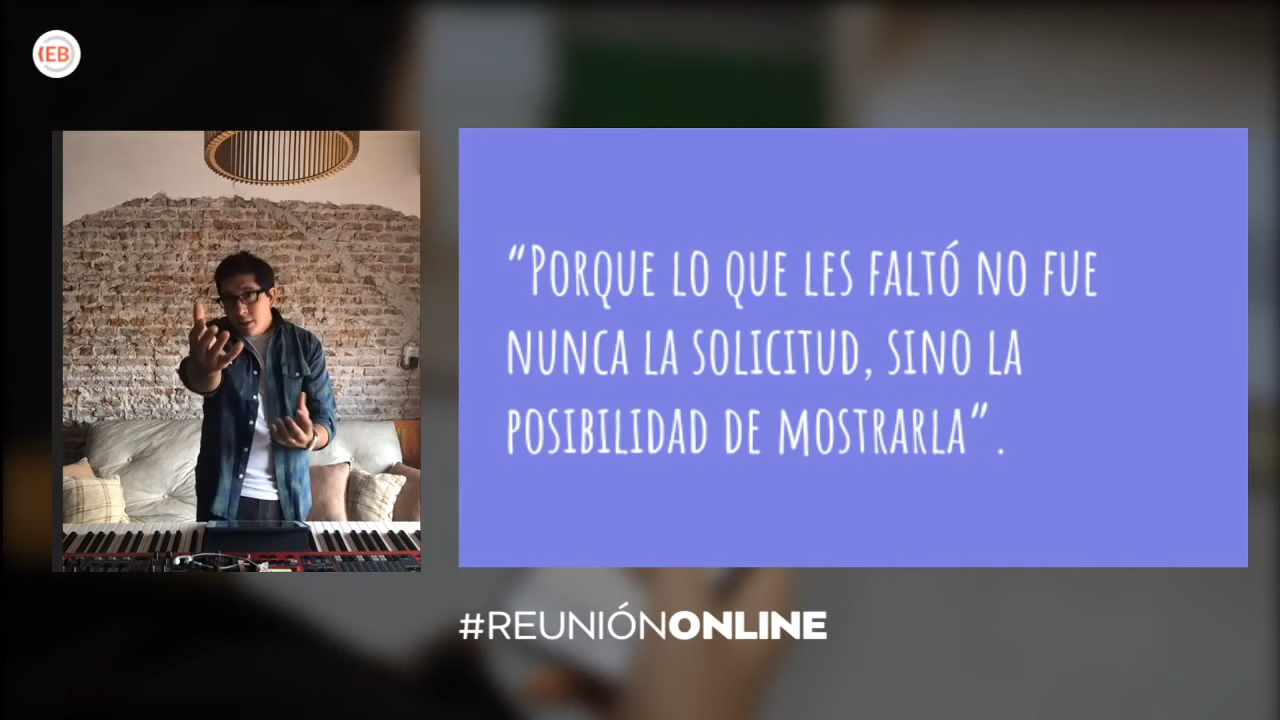 (EB)
“PORQUE LO QUE LES FALTÓ NO FUE
NUNCA LA SOLICITUD, SINO LA
POSIBILIDAD DE MOSTRARLA”.
#REUNIÓNONLINE